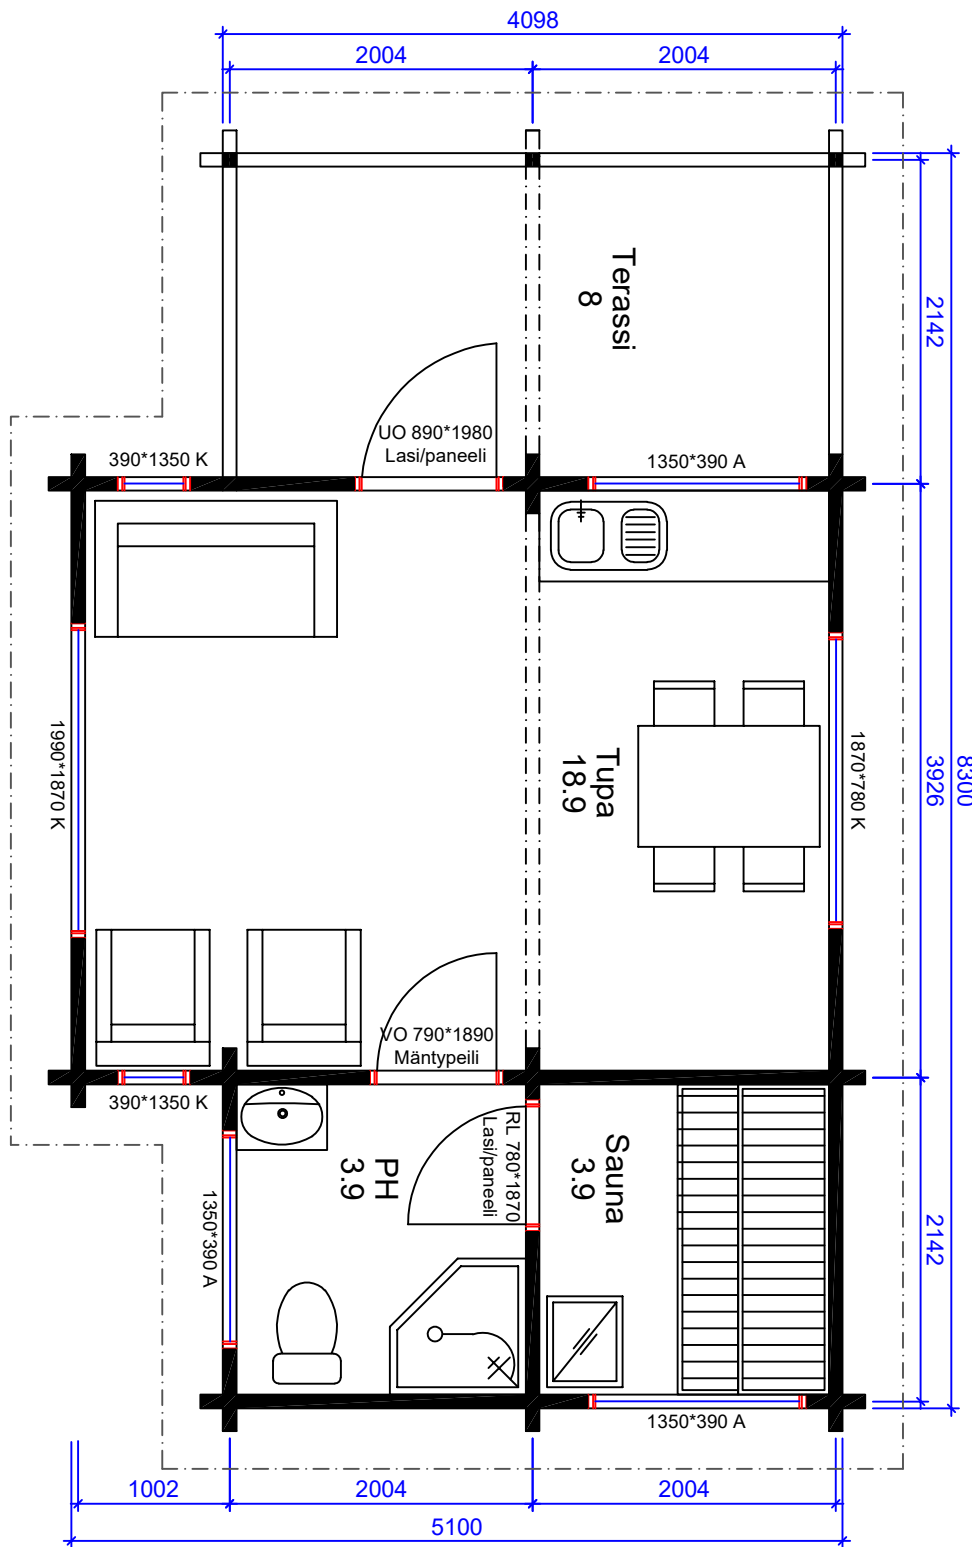 4098
2004
2004
Terassi
8
2142
UO 890*1980
Lasi/paneeli
390*1350 K
1350*390 A
1990*1870 K
Tupa
18.9
1870*780 K
3926
8300
VO 790*1890
Mäntypeili
390*1350 K
RL 780*1870
Lasi/paneeli
PH
3.9
Sauna
3.9
1350*390 A
2142
1350*390 A
1002
2004
2004
5100